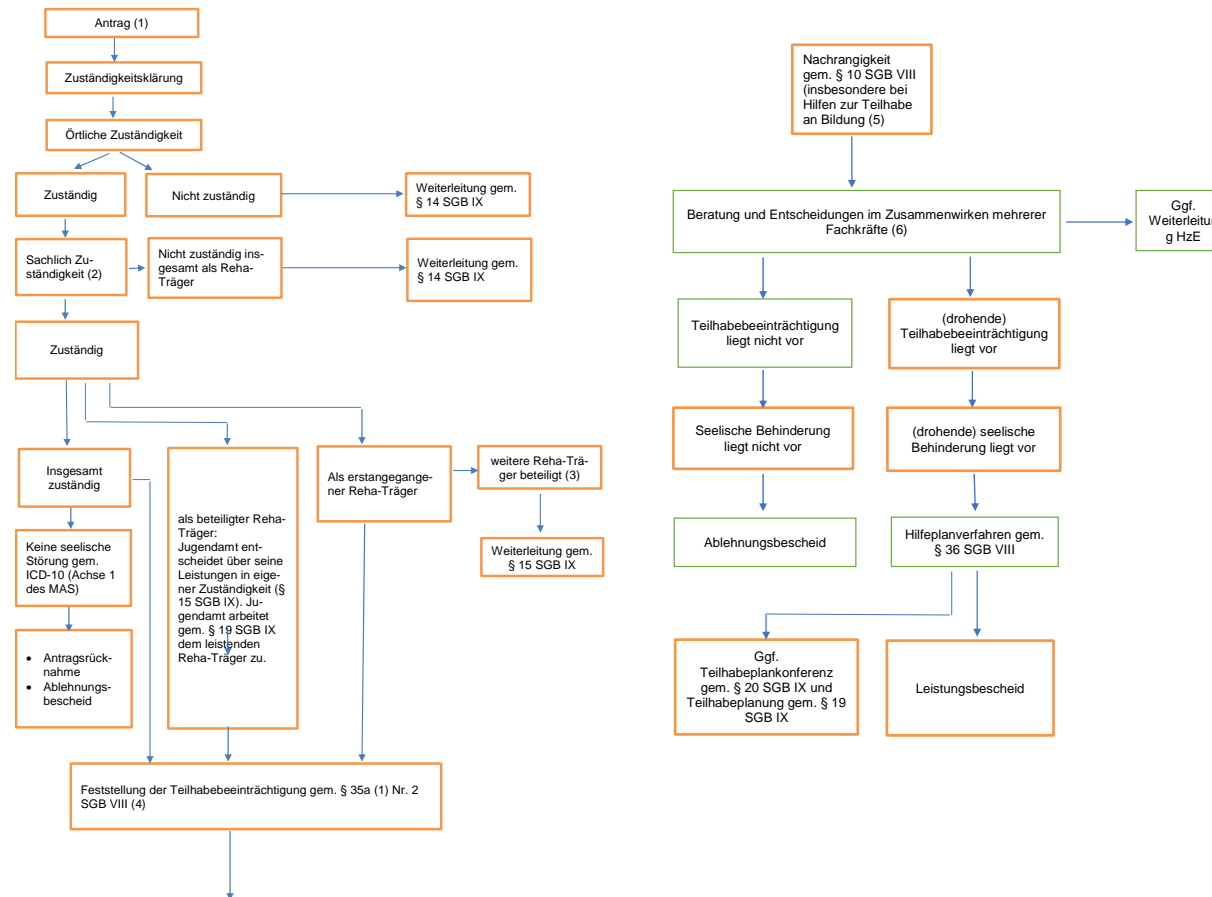 Antrag (1)
Zuständigkeitsklärung
Örtliche Zuständigkeit
Zuständig
Nicht zuständig
Weiterleitung gem.
§ 14 SGB IX
Sachlich Zu-
ständigkeit (2)
Nicht zuständig ins-
gesamt als Reha-
Träger
Weiterleitung gem.
§ 14 SGB IX
Zuständig
Insgesamt
zuständig
als beteiligter Reha-
Träger:
Jugendamt ent-
scheidet über seine
Leistungen in eige-
ner Zuständigkeit (§
15 SGB IX). Ju-
gendamt arbeitet
gem. § 19 SGB IX
dem leistenden
Reha-Träger zu.
Als erstangegange-
ner Reha-Träger
weitere Reha-Trä-
ger beteiligt (3)
Weiterleitung gem.
§ 15 SGB IX
Keine seelische
Störung gem.
ICD-10 (Achse 1
des MAS)
• Antragsrück-
nahme
• Ablehnungs-
bescheid
Feststellung der Teilhabebeeinträchtigung gem. § 35a (1) Nr. 2
SGB VIII (4)
Nachrangigkeit
gem. § 10 SGB VIII
(insbesondere bei
Hilfen zur Teilhabe
an Bildung (5)
Beratung und Entscheidungen im Zusammenwirken mehrerer
Fachkräfte (6)
Ggf.
Weiterleitun
g HzE
Teilhabebeeinträchtigung
liegt nicht vor
(drohende)
Teilhabebeeinträchtigung
liegt vor
Seelische Behinderung
liegt nicht vor
(drohende) seelische
Behinderung liegt vor
Ablehnungsbescheid
Hilfeplanverfahren gem.
§ 36 SGB VIII
Ggf.
Teilhabeplankonferenz
gem. § 20 SGB IX und
Teilhabeplanung gem. § 19
SGB IX
Leistungsbescheid